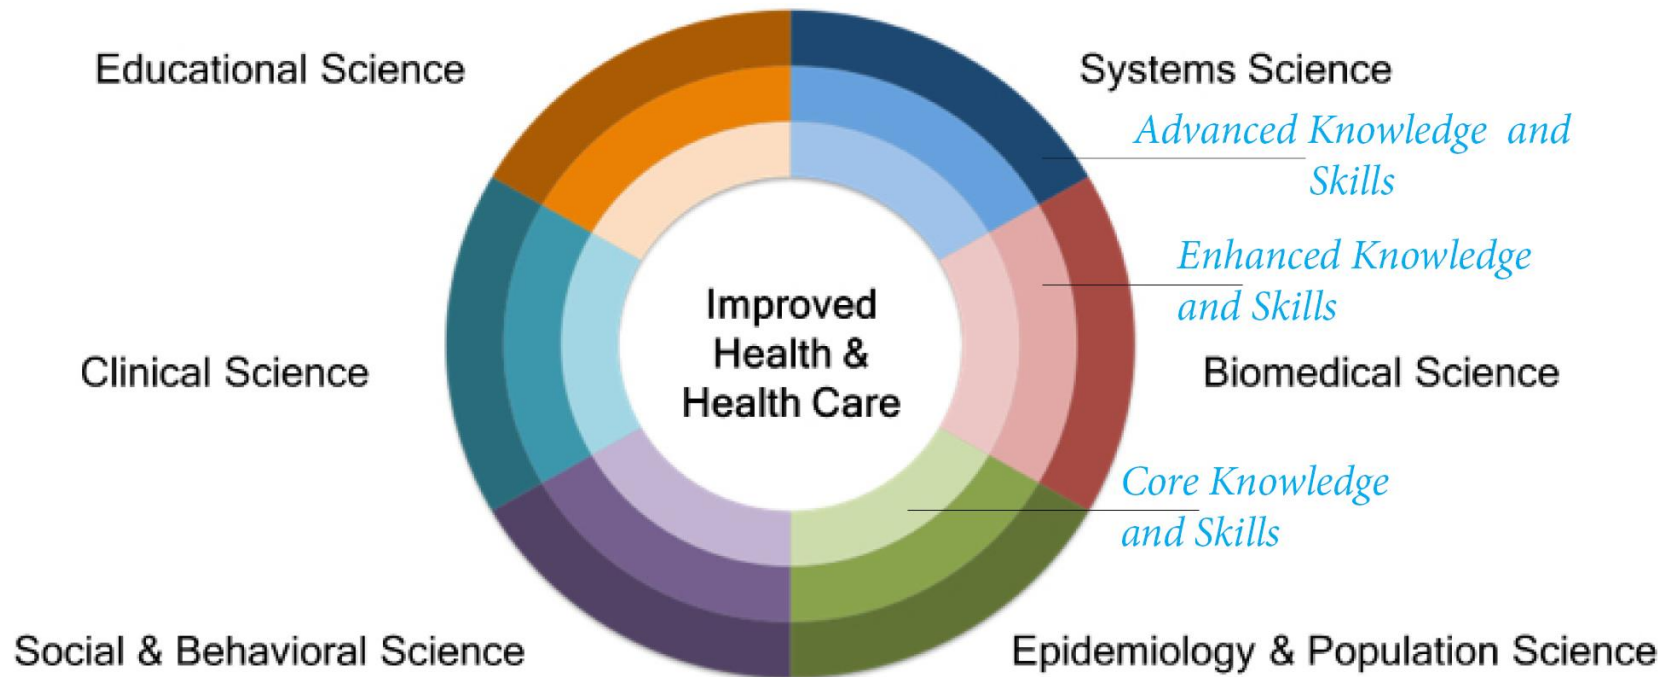 Educational Science
Systems Science
Advanced Knowledge and
Skills
Enhanced Knowledge
and Skills
Improved
Health &
Health Care
Clinical Science
Biomedical Science
Core Knowledge
and Skills
Social & Behavioral Science
Epidemiology & Population Science